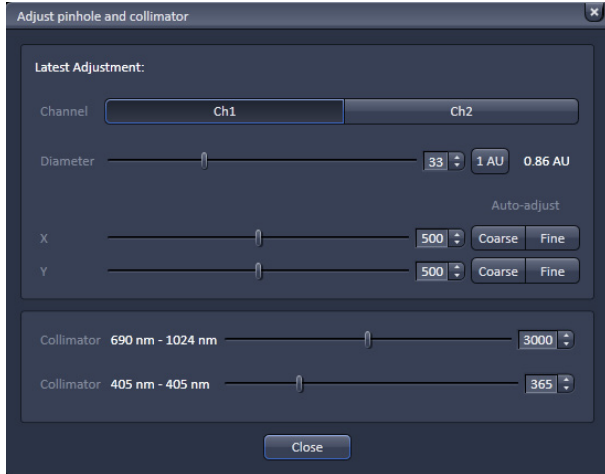 Adjust pinhole and collimator
Latest Adjustment:
Channel Ch1 Ch2
Diameter 33 1 AU 0.86 AU
Auto-adjust
X 500 Coarse Fine
Y 500 Coarse Fine
Collimator 690 nm - 1024 nm 3000
Collimator 405 nm - 405 nm 365
Close